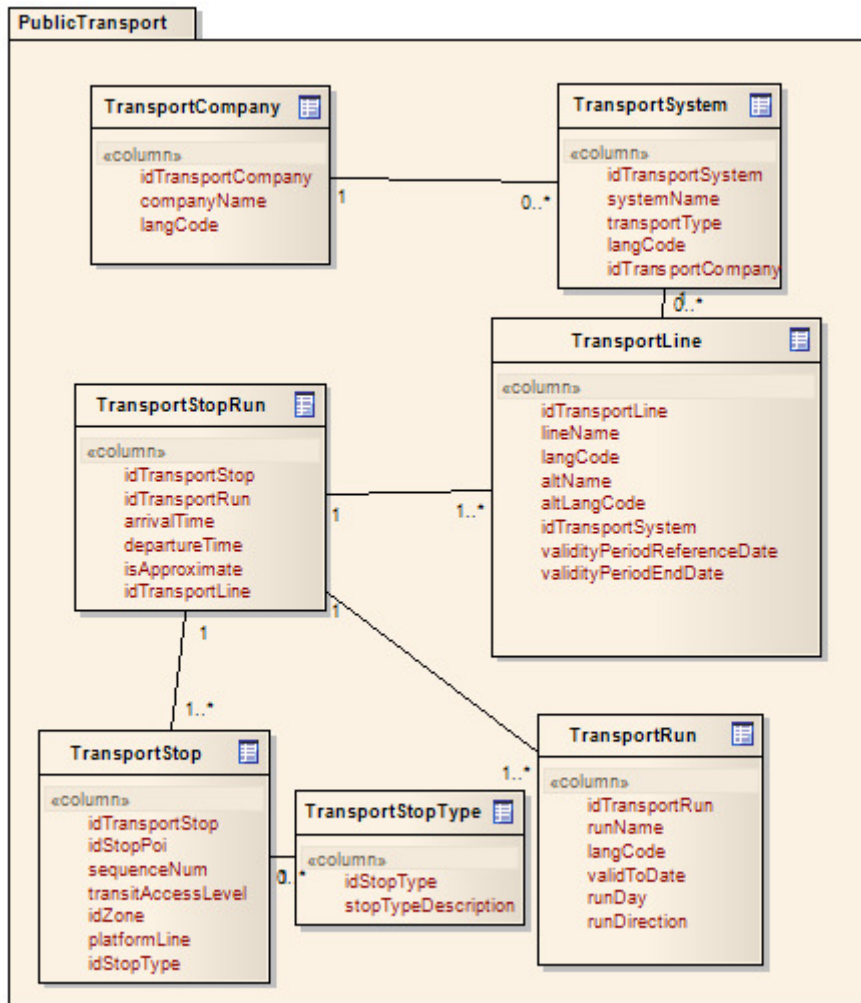 PublicTransport
TransportCompany
«column»
idTransportCompany
companyName
langCode
1
0..*
TransportSystem
«column»
idTransportSystem
systemName
transportType
langCode
idTransportCompany
1
0..*
TransportLine
«column»
idTransportLine
lineName
langCode
altName
altLangCode
idTransportSystem
validityPeriodReferenceDate
validityPeriodEndDate
TransportStopRun
«column»
idTransportStop
idTransportRun
arrivalTime
departureTime
isApproximate
idTransportLine
1
1..*
1
1
1..*
1..*
TransportStop
«column»
idTransportStop
idStopPoi
sequenceNum
transitAccessLevel
idZone
platformLine
idStopType
0..*
TransportStopType
«column»
idStopType
stopTypeDescription
TransportRun
«column»
idTransportRun
runName
langCode
validToDate
runDay
runDirection